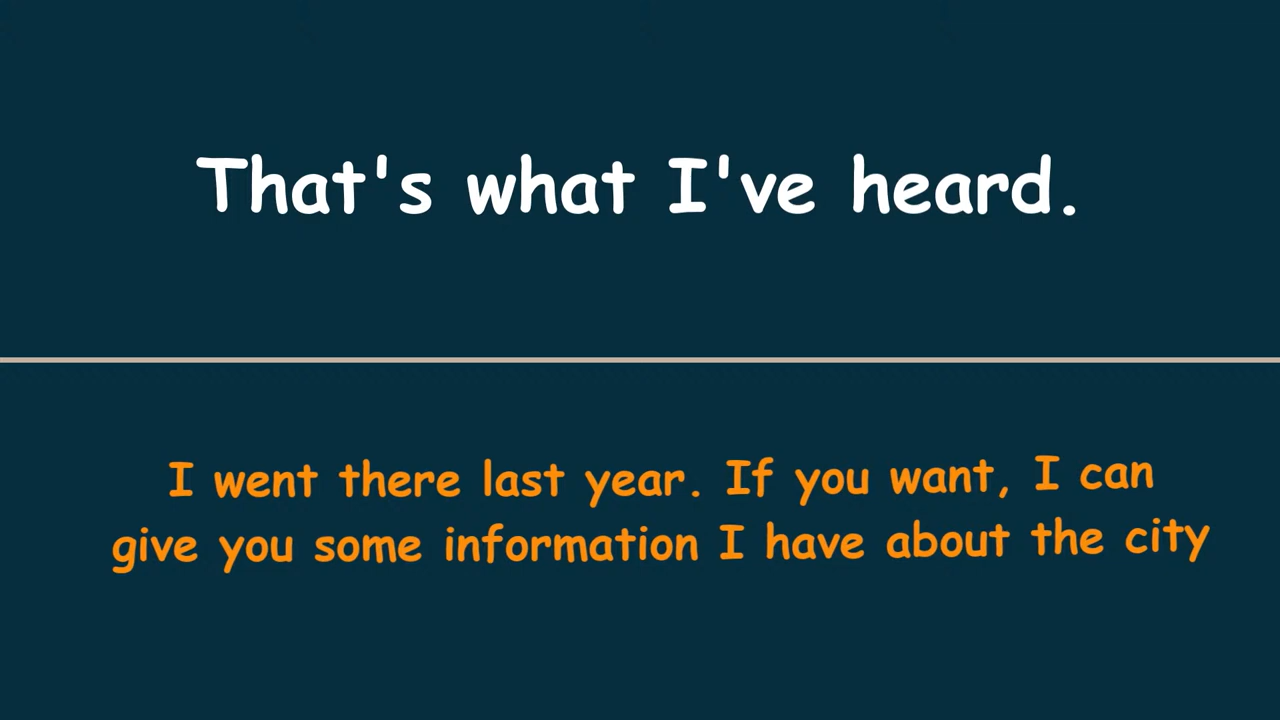 That's what I've heard.
I went there last year. If you want, I can
give you some information I have about the city